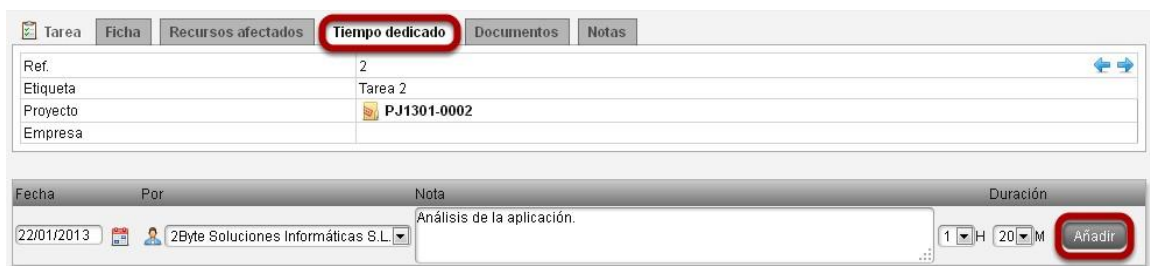 Tarea Ficha Recursos afectados Tiempo dedicado Documentos Notas
Ref. 2
Etiqueta Tarea 2
Proyecto PJ1301-0002
Empresa
Fecha Por Nota Duración
22/01/2013 2Byte Soluciones Informáticas S.L. Análisis de la aplicación. 1 H 20 M Añadir